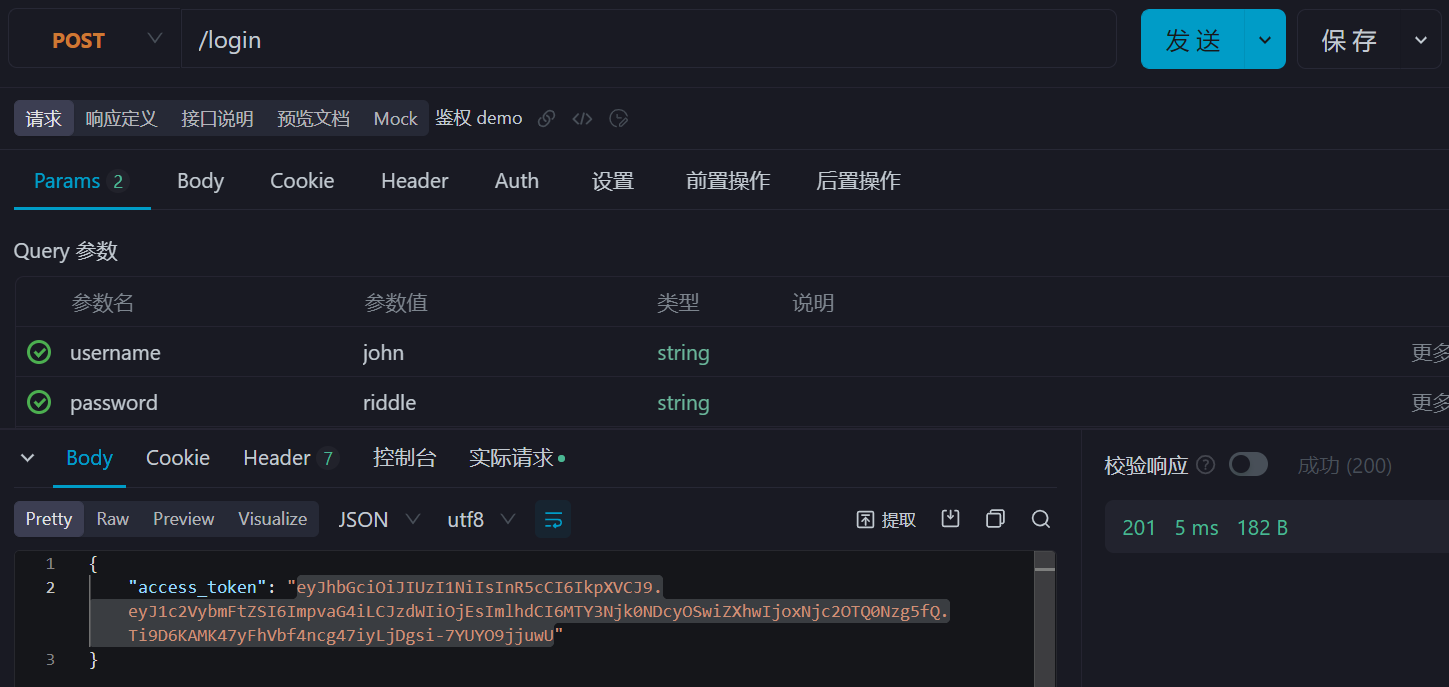 POST /login 发送 保存
请求 响应定义 接口说明 预览文档 Mock 鉴权 demo
Params 2 Body Cookie Header Auth 设置 前置操作 后置操作
Query 参数
参数名 参数值 类型 说明
username john string 更多
password riddle string 更多
Body Cookie Header 7 控制台 实际请求
校验响应 ? 成功 (200)
Pretty Raw Preview Visualize JSON utf8 提取
201 5 ms 182 B
1 {
2 "access_token": "eyJhbGciOiJIUzI1NiIsInR5cCI6IkpXVCJ9.
eyJ1c2VybmFtZSI6ImpvaG4iLCJzdWIiOjEsImlhdCI6MTY3Njk0NDcyOSwiZXhwIjoxNjc2OTQ0Nzg5fQ.
Ti9D6KAMK47yFhVbf4ncg47iyLjDgsi-7YUYO9jjuwU"
3 }